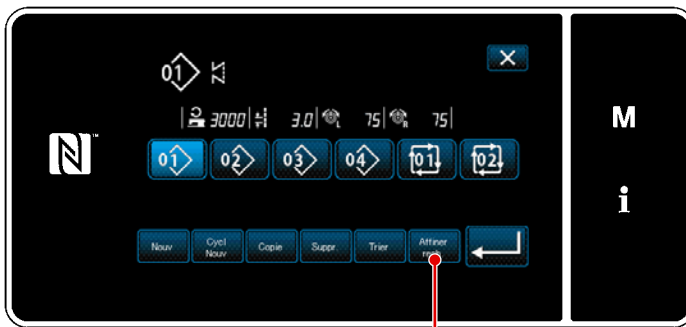 01
3000 3.0 L 75 R 75
01 02 03 04 01 02
Nouv Cycl Nouv Copie Suppr. Trier Affiner
M
i
N